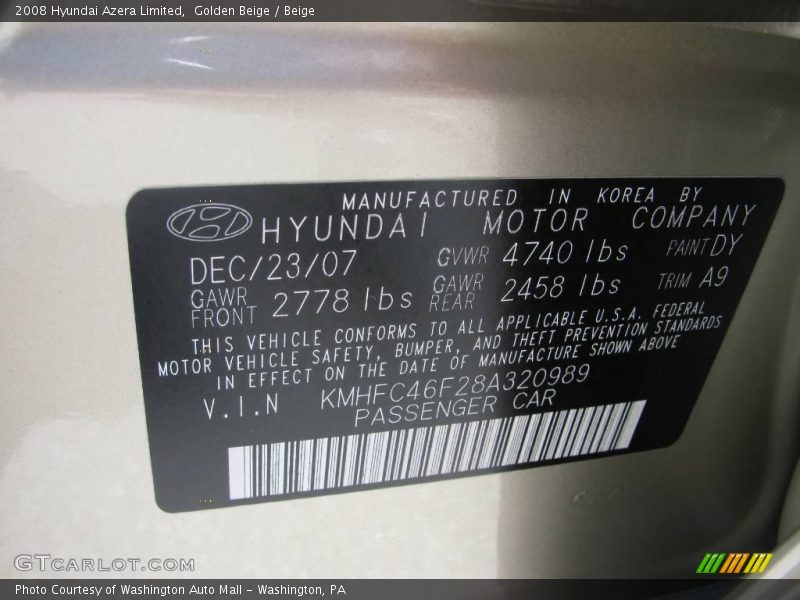 2008 Hyundai Azera Limited,  Golden Beige / Beige
MANUFACTURED IN KOREA BY
HYUNDAI MOTOR COMPANY
DEC/23/07 GVWR 4740 lbs PAINT DY
GAWR FRONT 2778 lbs GAWR REAR 2458 lbs TRIM A9
THIS VEHICLE CONFORMS TO ALL APPLICABLE U.S.A. FEDERAL
MOTOR VEHICLE SAFETY, BUMPER, AND THEFT PREVENTION STANDARDS
IN EFFECT ON THE DATE OF MANUFACTURE SHOWN ABOVE
V.I.N KMHFC46F28A320989
PASSENGER CAR
GTCARLOT.COM
Photo Courtesy of Washington Auto Mall - Washington, PA